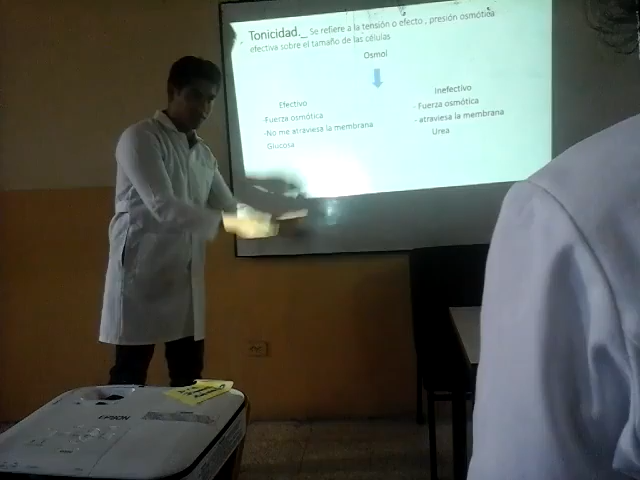 Tonicidad._ Se refiere a la tensión o efecto , presión osmótica
efectiva sobre el tamaño de las células
Osmol
Efectivo
-Fuerza osmótica
-No me atraviesa la membrana
Glucosa
Inefectivo
- Fuerza osmótica
- atraviesa la membrana
Urea
EPSON